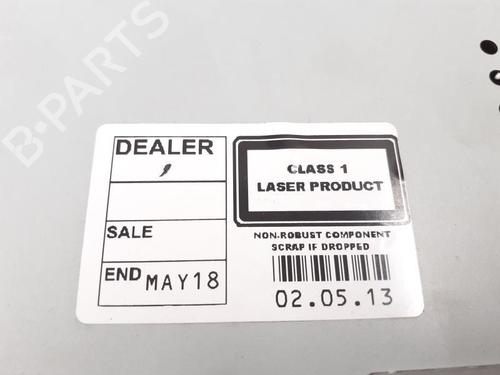 B-PARTS
DEALER
SALE
END MAY18
CLASS 1
LASER PRODUCT
NON-ROBUST COMPONENT
SCRAP IF DROPPED
02.05.13